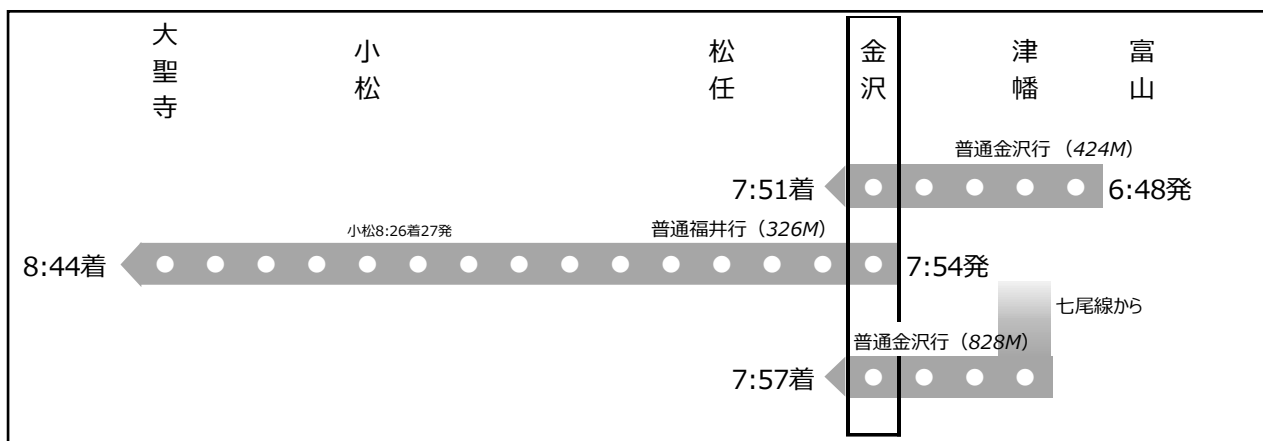 大聖寺
小松
松任
金沢
津幡
富山
普通金沢行（424M）
7:51着
6:48発
小松8:26着27発
普通福井行（326M）
8:44着
7:54発
七尾線から
普通金沢行（828M）
7:57着